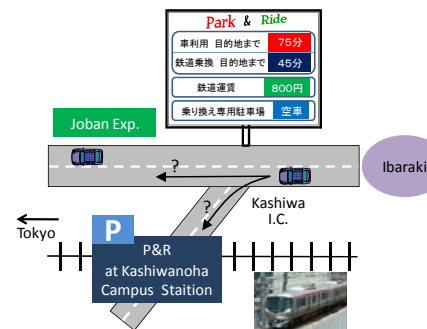 Park & Ride
車利用 目的地まで 75分
鉄道乗換 目的地まで 45分
鉄道運賃 800円
乗り換え専用駐車場 空車
Joban Exp.
?
Ibaraki
?
Kashiwa
I.C.
Tokyo
P
P&R
at Kashiwanoha
Campus Staition